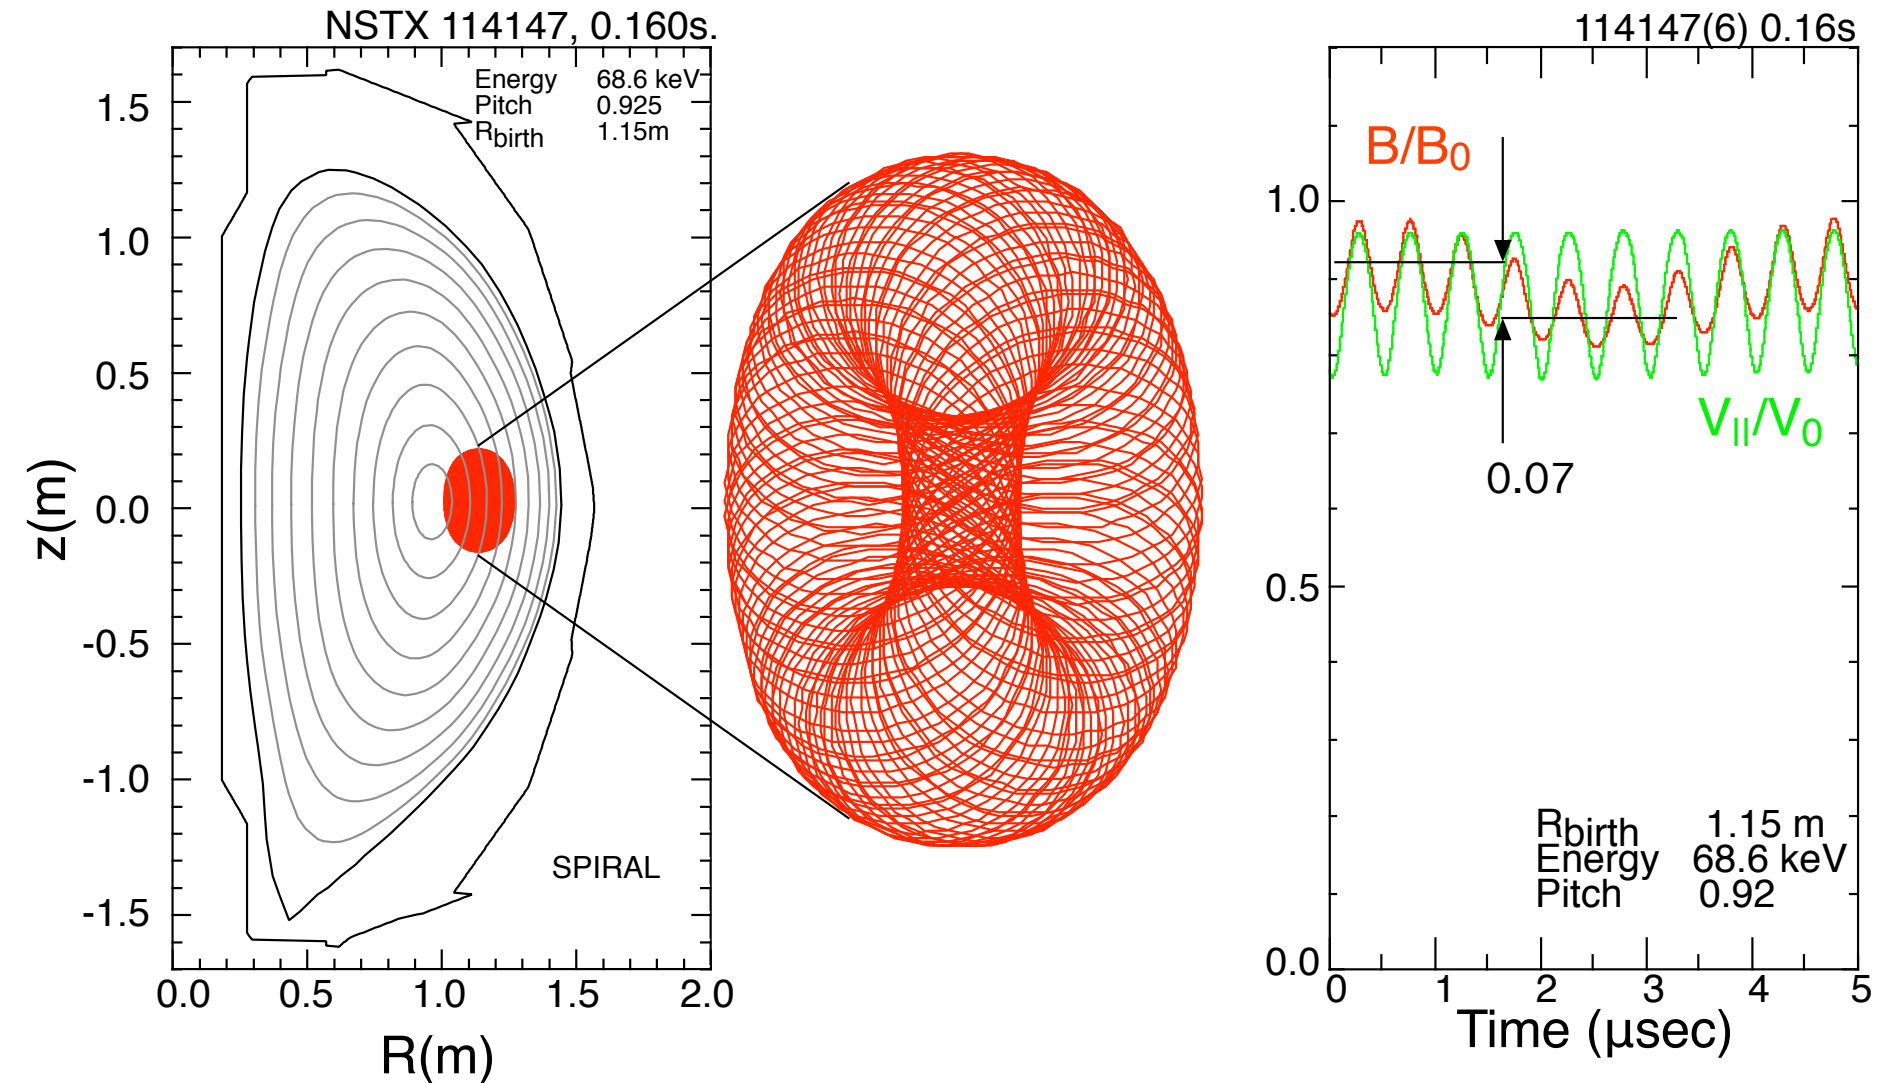 NSTX 114147, 0.160s.
Energy 68.6 keV
Pitch 0.925
Rbirth 1.15m
1.5
1.0
0.5
0.0
-0.5
-1.0
-1.5
z(m)
SPIRAL
0.0 0.5 1.0 1.5 2.0
R(m)
114147(6) 0.16s
B/B0
1.0
V||/V0
0.07
0.5
Rbirth 1.15 m
Energy 68.6 keV
Pitch 0.92
0.0
0 1 2 3 4 5
Time (µsec)